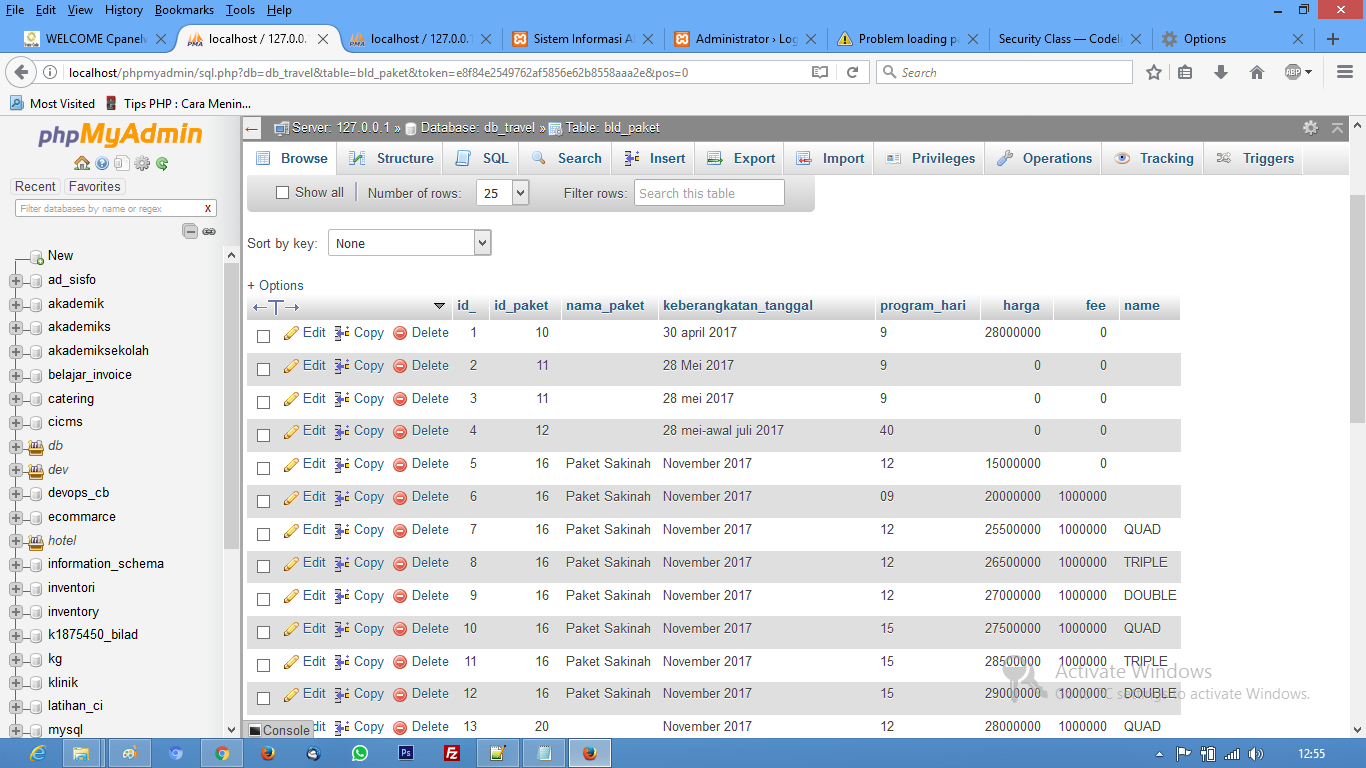 File Edit View History Bookmarks Tools Help
WELCOME Cpanelv
localhost / 127.0.0.
localhost / 127.0.0.1
Sistem Informasi A
Administrator › Log
Problem loading p
Security Class — CodeI
Options
localhost/phpmyadmin/sql.php?db=db_travel&table=bld_paket&token=e8f84e2549762af5856e62b8558aaa2e&pos=0
Search
ABP
Most Visited Tips PHP : Cara Menin...
phpMyAdmin
Recent Favorites
Filter databases by name or regex X
New
ad_sisfo
akademik
akademiks
akademiksekolah
belajar_invoice
catering
cicms
db
dev
devops_cb
ecommarce
hotel
information_schema
inventori
inventory
k1875450_bilad
kg
klinik
latihan_ci
mysql
Server: 127.0.0.1 » Database: db_travel » Table: bld_paket
Browse Structure SQL Search Insert Export Import Privileges Operations Tracking Triggers
Show all Number of rows: 25 Filter rows: Search this table
Sort by key: None
+ Options
←T→ id_ id_paket nama_paket keberangkatan_tanggal program_hari harga fee name
Edit Copy Delete 1 10 30 april 2017 9 28000000 0
Edit Copy Delete 2 11 28 Mei 2017 9 0 0
Edit Copy Delete 3 11 28 mei 2017 9 0 0
Edit Copy Delete 4 12 28 mei-awal juli 2017 40 0 0
Edit Copy Delete 5 16 Paket Sakinah November 2017 12 15000000 0
Edit Copy Delete 6 16 Paket Sakinah November 2017 09 20000000 1000000
Edit Copy Delete 7 16 Paket Sakinah November 2017 12 25500000 1000000 QUAD
Edit Copy Delete 8 16 Paket Sakinah November 2017 12 26500000 1000000 TRIPLE
Edit Copy Delete 9 16 Paket Sakinah November 2017 12 27000000 1000000 DOUBLE
Edit Copy Delete 10 16 Paket Sakinah November 2017 15 27500000 1000000 QUAD
Edit Copy Delete 11 16 Paket Sakinah November 2017 15 28500000 1000000 TRIPLE
Edit Copy Delete 12 16 Paket Sakinah November 2017 15 29000000 1000000 DOUBLE
Copy Delete 13 20 November 2017 12 28000000 1000000 QUAD
Activate Windows
to activate Windows.
Console
12:55